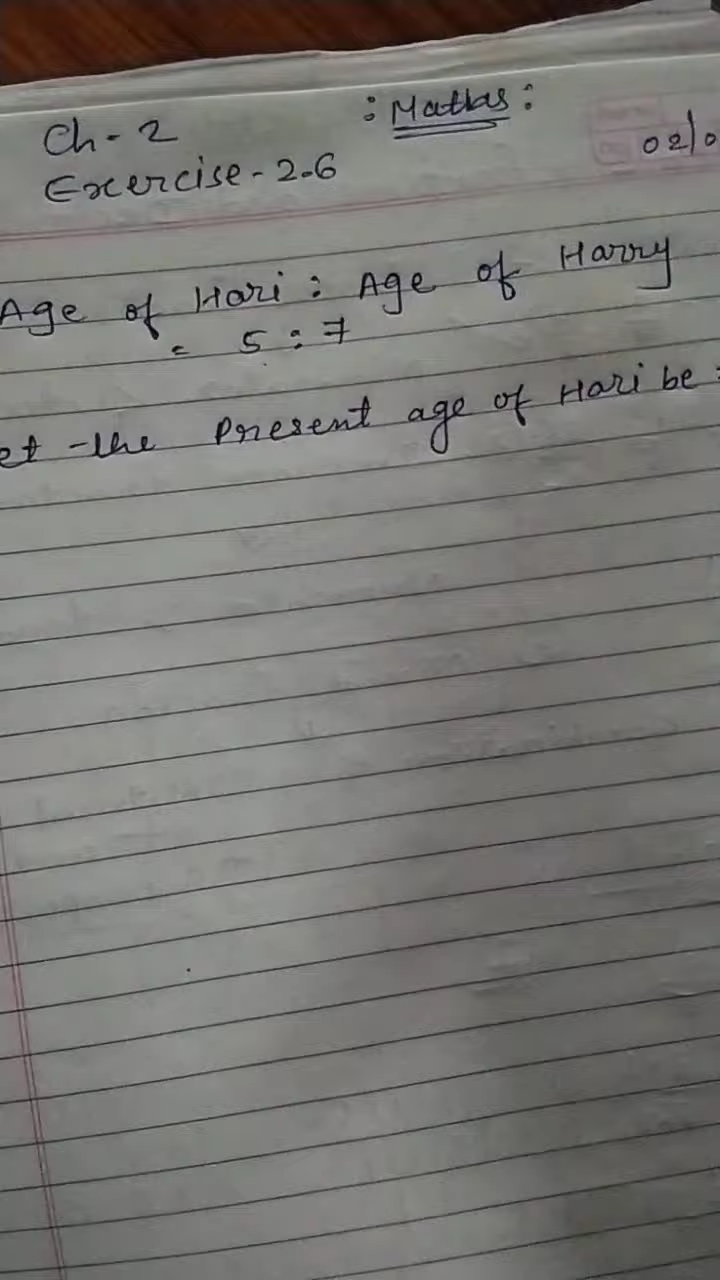 : Maths :
Ch - 2
02/0
Exercise - 2.6
Age of Hari : Age of Harry
= 5 : 7
et the Present age of Hari be